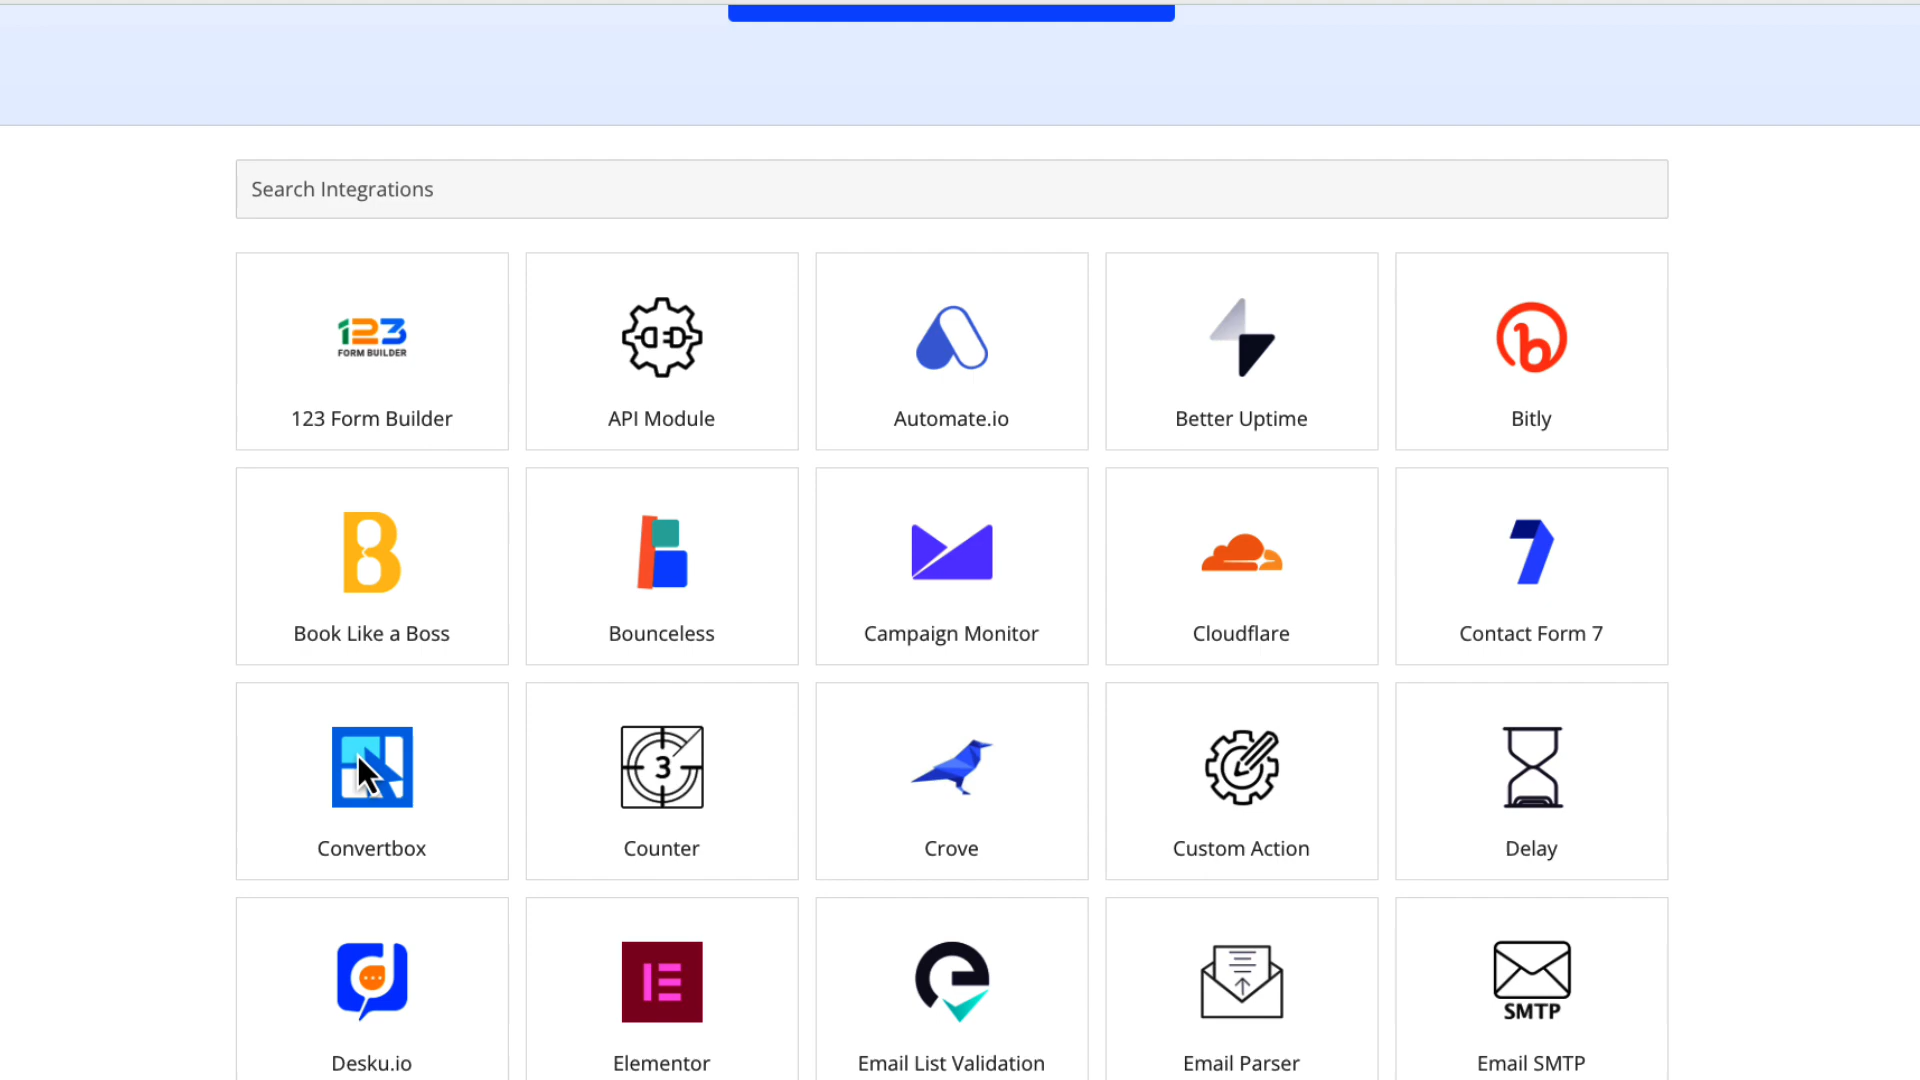 Search Integrations
123
FORM BUILDER
123 Form Builder
API Module
Automate.io
Better Uptime
Bitly
Book Like a Boss
Bounceless
Campaign Monitor
Cloudflare
Contact Form 7
3
Convertbox
Counter
Crove
Custom Action
Delay
SMTP
Desku.io
Elementor
Email List Validation
Email Parser
Email SMTP